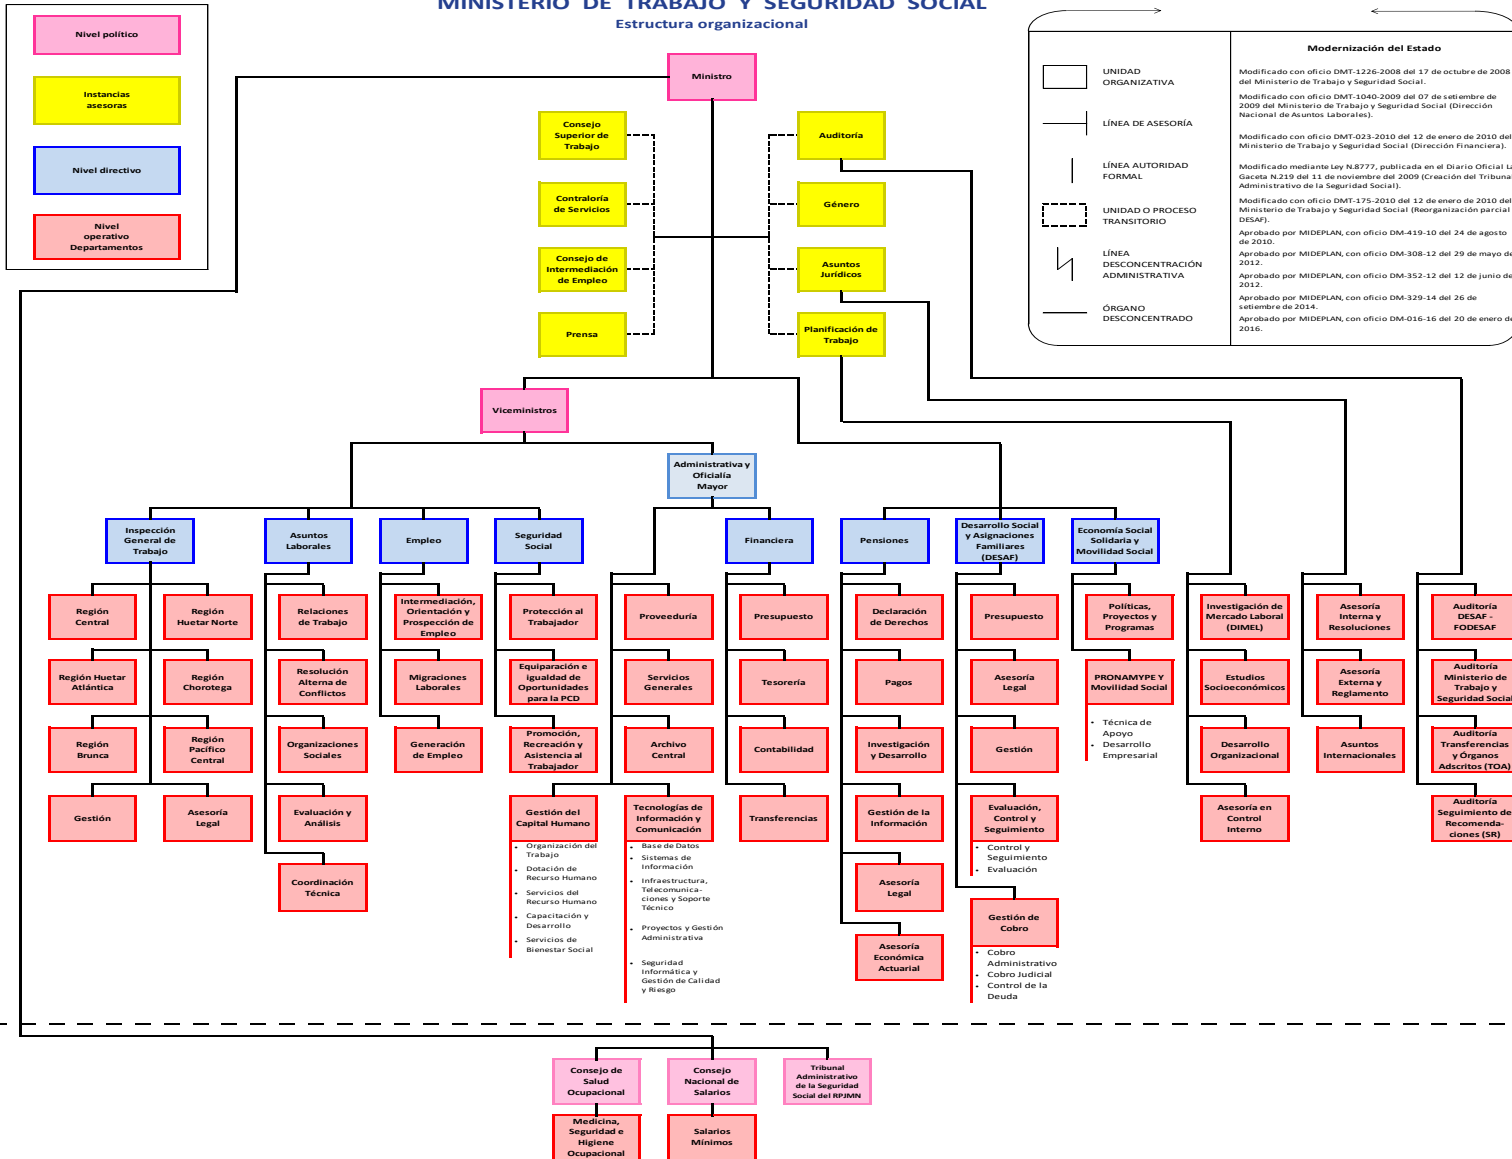 MINISTERIO DE TRABAJO Y SEGURIDAD SOCIAL
Estructura organizacional
Nivel político
Instancias
asesoras
Nivel directivo
Nivel
operativo
Departamentos
UNIDAD
ORGANIZATIVA
LÍNEA DE ASESORÍA
LÍNEA AUTORIDAD
FORMAL
UNIDAD O PROCESO
TRANSITORIO
LÍNEA
DESCONCENTRACIÓN
ADMINISTRATIVA
ÓRGANO
DESCONCENTRADO
Modernización del Estado
Modificado con oficio DMT-1226-2008 del 17 de octubre de 2008
del Ministerio de Trabajo y Seguridad Social.
Modificado con oficio DMT-1040-2009 del 07 de setiembre de
2009 del Ministerio de Trabajo y Seguridad Social (Dirección
Nacional de Asuntos Laborales).
Modificado con oficio DMT-023-2010 del 12 de enero de 2010 del
Ministerio de Trabajo y Seguridad Social (Dirección Financiera).
Modificado mediante Ley N.8777, publicada en el Diario Oficial La
Gaceta N.219 del 11 de noviembre del 2009 (Creación del Tribunal
Administrativo de la Seguridad Social).
Modificado con oficio DMT-175-2010 del 12 de enero de 2010 del
Ministerio de Trabajo y Seguridad Social (Reorganización parcial
DESAF).
Aprobado por MIDEPLAN, con oficio DM-419-10 del 24 de agosto
de 2010.
Aprobado por MIDEPLAN, con oficio DM-308-12 del 29 de mayo de
2012.
Aprobado por MIDEPLAN, con oficio DM-352-12 del 12 de junio de
2012.
Aprobado por MIDEPLAN, con oficio DM-329-14 del 26 de
setiembre de 2014.
Aprobado por MIDEPLAN, con oficio DM-016-16 del 20 de enero de
2016.
Ministro
Consejo
Superior de
Trabajo
Auditoría
Contraloría
de Servicios
Género
Consejo de
Intermediación
de Empleo
Asuntos
Jurídicos
Prensa
Planificación de
Trabajo
Viceministros
Administrativa y
Oficialía
Mayor
Inspección
General de
Trabajo
Asuntos
Laborales
Empleo
Seguridad
Social
Financiera
Pensiones
Desarrollo Social
y Asignaciones
Familiares
(DESAF)
Economía Social
Solidaria y
Movilidad Social
Región
Central
Región
Huetar Norte
Relaciones
de Trabajo
Intermediación,
Orientación y
Prospección de
Empleo
Protección al
Trabajador
Proveeduría
Presupuesto
Declaración
de Derechos
Presupuesto
Políticas,
Proyectos y
Programas
Investigación de
Mercado Laboral
(DIMEL)
Asesoría
Interna y
Resoluciones
Auditoría
DESAF -
FODESAF
Región Huetar
Atlántica
Región
Chorotega
Resolución
Alterna de
Conflictos
Migraciones
Laborales
Equiparación e
igualdad de
Oportunidades
para la PCD
Servicios
Generales
Tesorería
Pagos
Asesoría
Legal
PRONAMYPE Y
Movilidad Social
• Técnica de
Apoyo
• Desarrollo
Empresarial
Estudios
Socioeconómicos
Asesoría
Externa y
Reglamento
Auditoría
Ministerio de
Trabajo y
Seguridad Social
Región
Brunca
Región
Pacífico
Central
Organizaciones
Sociales
Generación
de Empleo
Promoción,
Recreación y
Asistencia al
Trabajador
Archivo
Central
Contabilidad
Investigación
y Desarrollo
Gestión
Desarrollo
Organizacional
Asuntos
Internacionales
Auditoría
Transferencias
y Órganos
Adscritos (TOA)
Gestión
Asesoría
Legal
Evaluación y
Análisis
Gestión del
Capital Humano
• Organización del
Trabajo
• Dotación de
Recurso Humano
• Servicios del
Recurso Humano
• Capacitación y
Desarrollo
• Servicios de
Bienestar Social
Tecnologías de
Información y
Comunicación
• Base de Datos
• Sistemas de
Información
• Infraestructura,
Telecomunica-
ciones y Soporte
Técnico
• Proyectos y Gestión
Administrativa
• Seguridad
Informática y
Gestión de Calidad
y Riesgo
Transferencias
Gestión de la
Información
Evaluación,
Control y
Seguimiento
• Control y
Seguimiento
• Evaluación
Asesoría en
Control
Interno
Auditoría
Seguimiento de
Recomenda-
ciones (SR)
Coordinación
Técnica
Asesoría
Legal
Gestión de
Cobro
• Cobro
Administrativo
• Cobro Judicial
• Control de la
Deuda
Asesoría
Económica
Actuarial
Consejo de
Salud
Ocupacional
Consejo
Nacional de
Salarios
Tribunal
Administrativo
de la Seguridad
Social del RPJMN
Medicina,
Seguridad e
Higiene
Ocupacional
Salarios
Mínimos